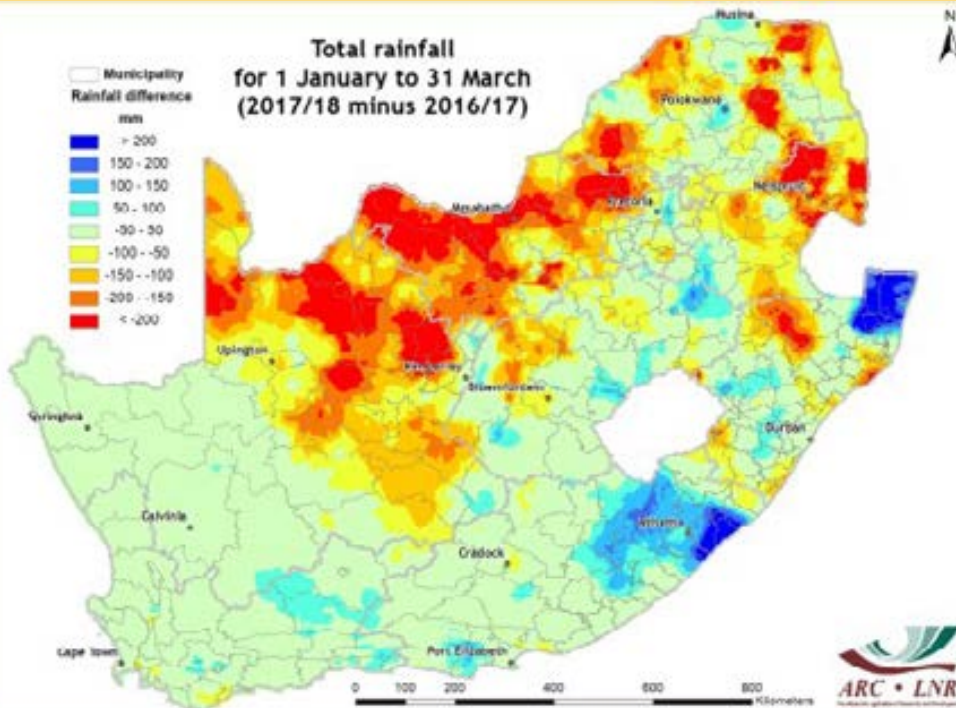 Musina
N
Total rainfall
for 1 January to 31 March
(2017/18 minus 2016/17)
Municipality
Rainfall difference
mm
> 200
150 - 200
100 - 150
50 - 100
-50 - 50
-100 - -50
-150 - -100
-200 - -150
< -200
Polokwane
Nelspruit
Pretoria
Upington
Kimberley
Bloemfontein
Springbok
Durban
Calvinia
Cradock
Cape Town
Port Elizabeth
0 100 200 400 600 800
Kilometers
ARC • LNR